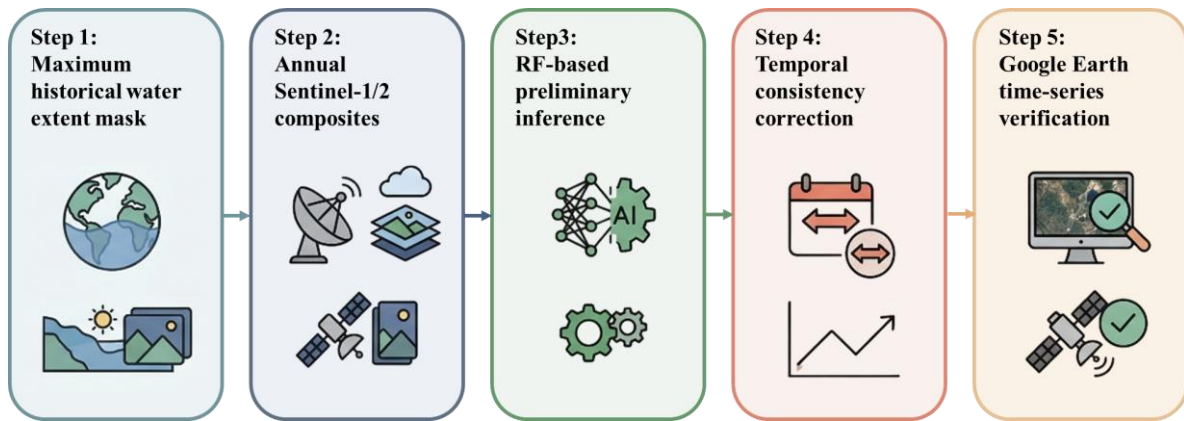 Step 1:
Maximum
historical water
extent mask
Step 2:
Annual
Sentinel-1/2
composites
Step3:
RF-based
preliminary
inference
AI
Step 4:
Temporal
consistency
correction
Step 5:
Google Earth
time-series
verification